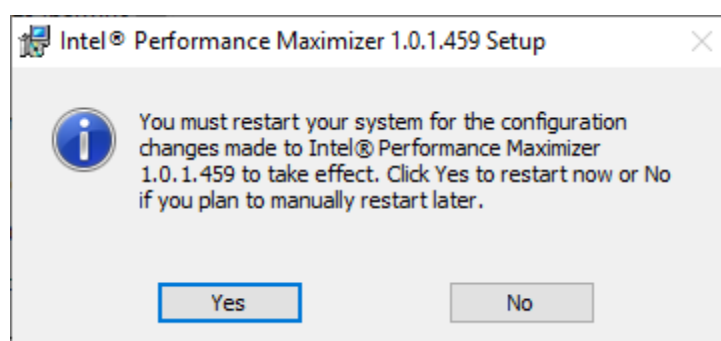 Intel® Performance Maximizer 1.0.1.459 Setup
You must restart your system for the configuration
changes made to Intel® Performance Maximizer
1.0.1.459 to take effect. Click Yes to restart now or No
if you plan to manually restart later.
Yes
No